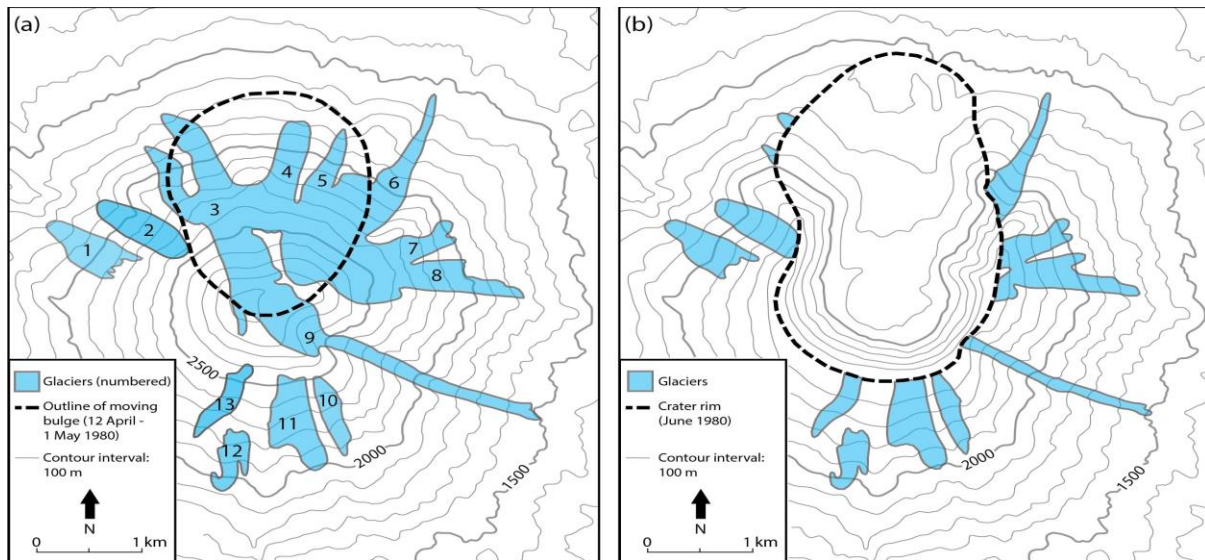 (a)
1
2
3
4
5
6
7
8
9
10
11
12
13
2500
2000
1500
Glaciers (numbered)
Outline of moving
bulge (12 April -
1 May 1980)
Contour interval:
100 m
N
0 1 km
(b)
2000
1500
Glaciers
Crater rim
(June 1980)
Contour interval:
100 m
N
0 1 km